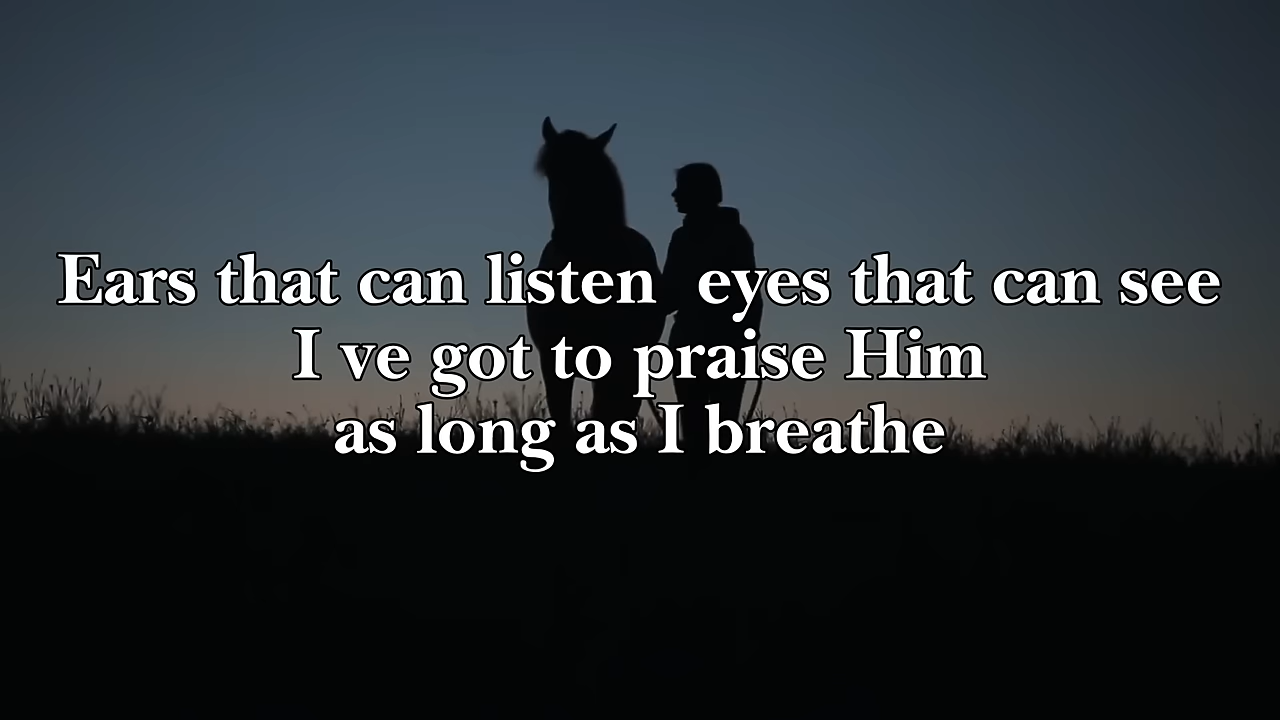 Ears that can listen  eyes that can see
I ve got to praise Him
as long as I breathe